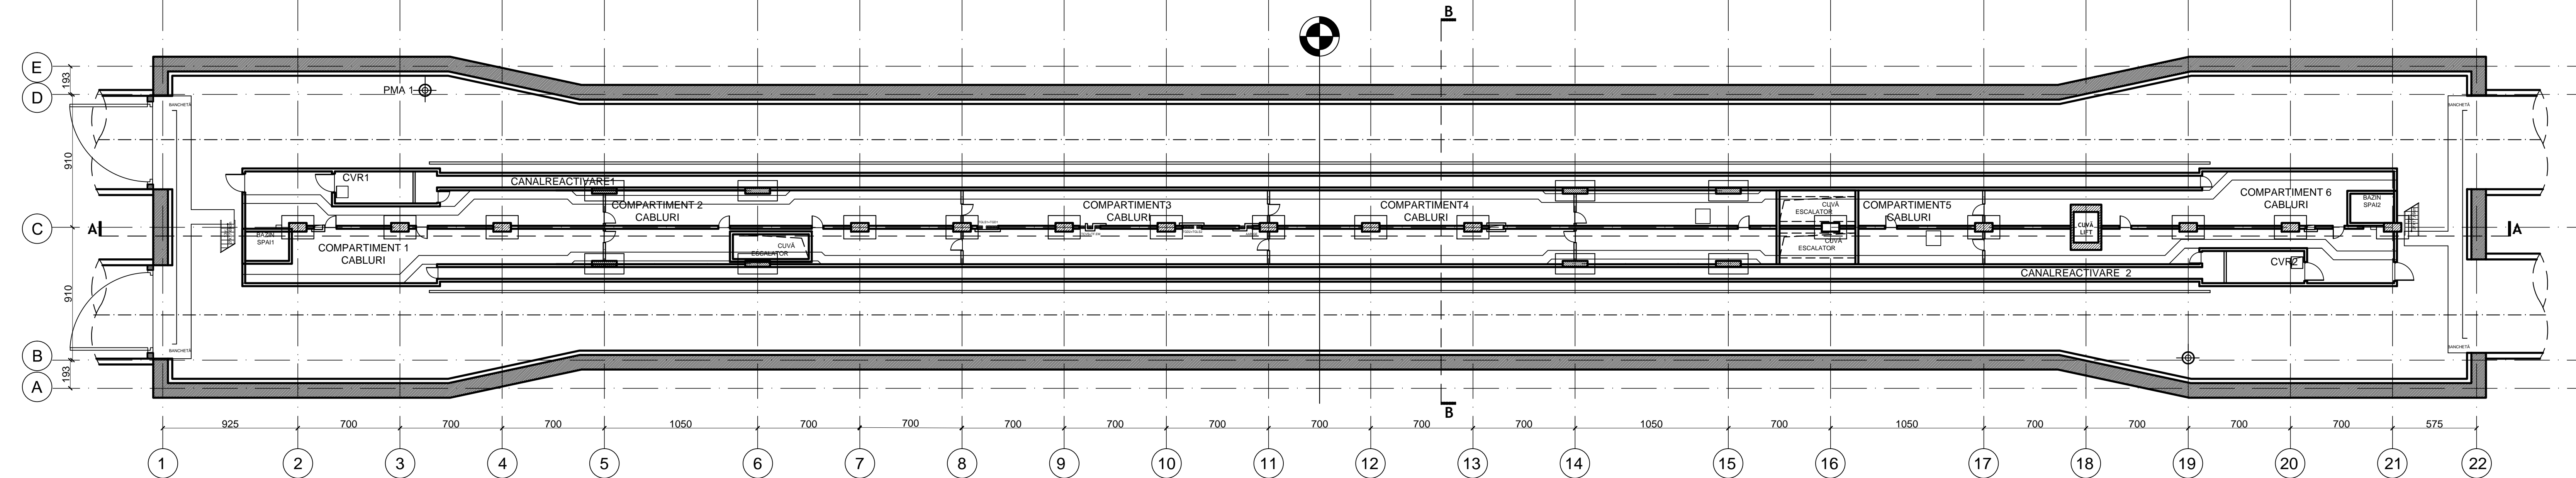 B
E
193
D
PMA 1
BANCHETĂ
BANCHETĂ
910
CVR1
CANALREACTIVARE1
COMPARTIMENT 2
CABLURI
COMPARTIMENT3
CABLURI
COMPARTIMENT4
CABLURI
CUVĂ
ESCALATOR
COMPARTIMENT5
CABLURI
COMPARTIMENT 6
CABLURI
BAZIN
SPAI2
C
A
BAZIN
SPAI1
COMPARTIMENT 1
CABLURI
CUVĂ
ESCALATOR
CUVĂ
ESCALATOR
CUVĂ
LIFT
A
CANALREACTIVARE 2
CVR2
910
BANCHETĂ
BANCHETĂ
B
193
A
B
925 700 700 700 1050 700 700 700 700 700 700 700 700 1050 700 1050 700 700 700 700 575
1 2 3 4 5 6 7 8 9 10 11 12 13 14 15 16 17 18 19 20 21 22